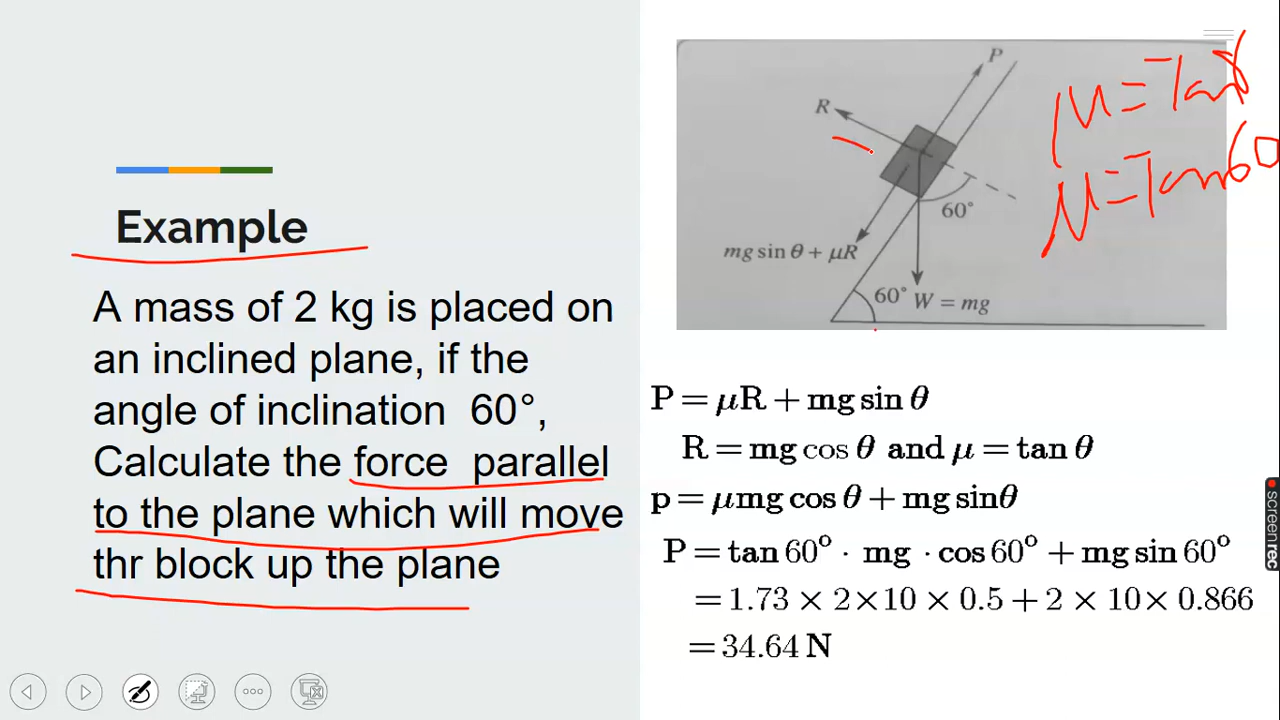 Example
A mass of 2 kg is placed on
an inclined plane, if the
angle of inclination 60°,
Calculate the force parallel
to the plane which will move
thr block up the plane
P
R
60°
mg sin θ + μR
60° W = mg
μ = Tanγ
μ = Tan60
P = μR + mg sin θ
R = mg cos θ and μ = tan θ
p = μmg cos θ + mg sinθ
P = tan 60° · mg · cos 60° + mg sin 60°
= 1.73 × 2×10 × 0.5 + 2 × 10 × 0.866
= 34.64 N
screenrec